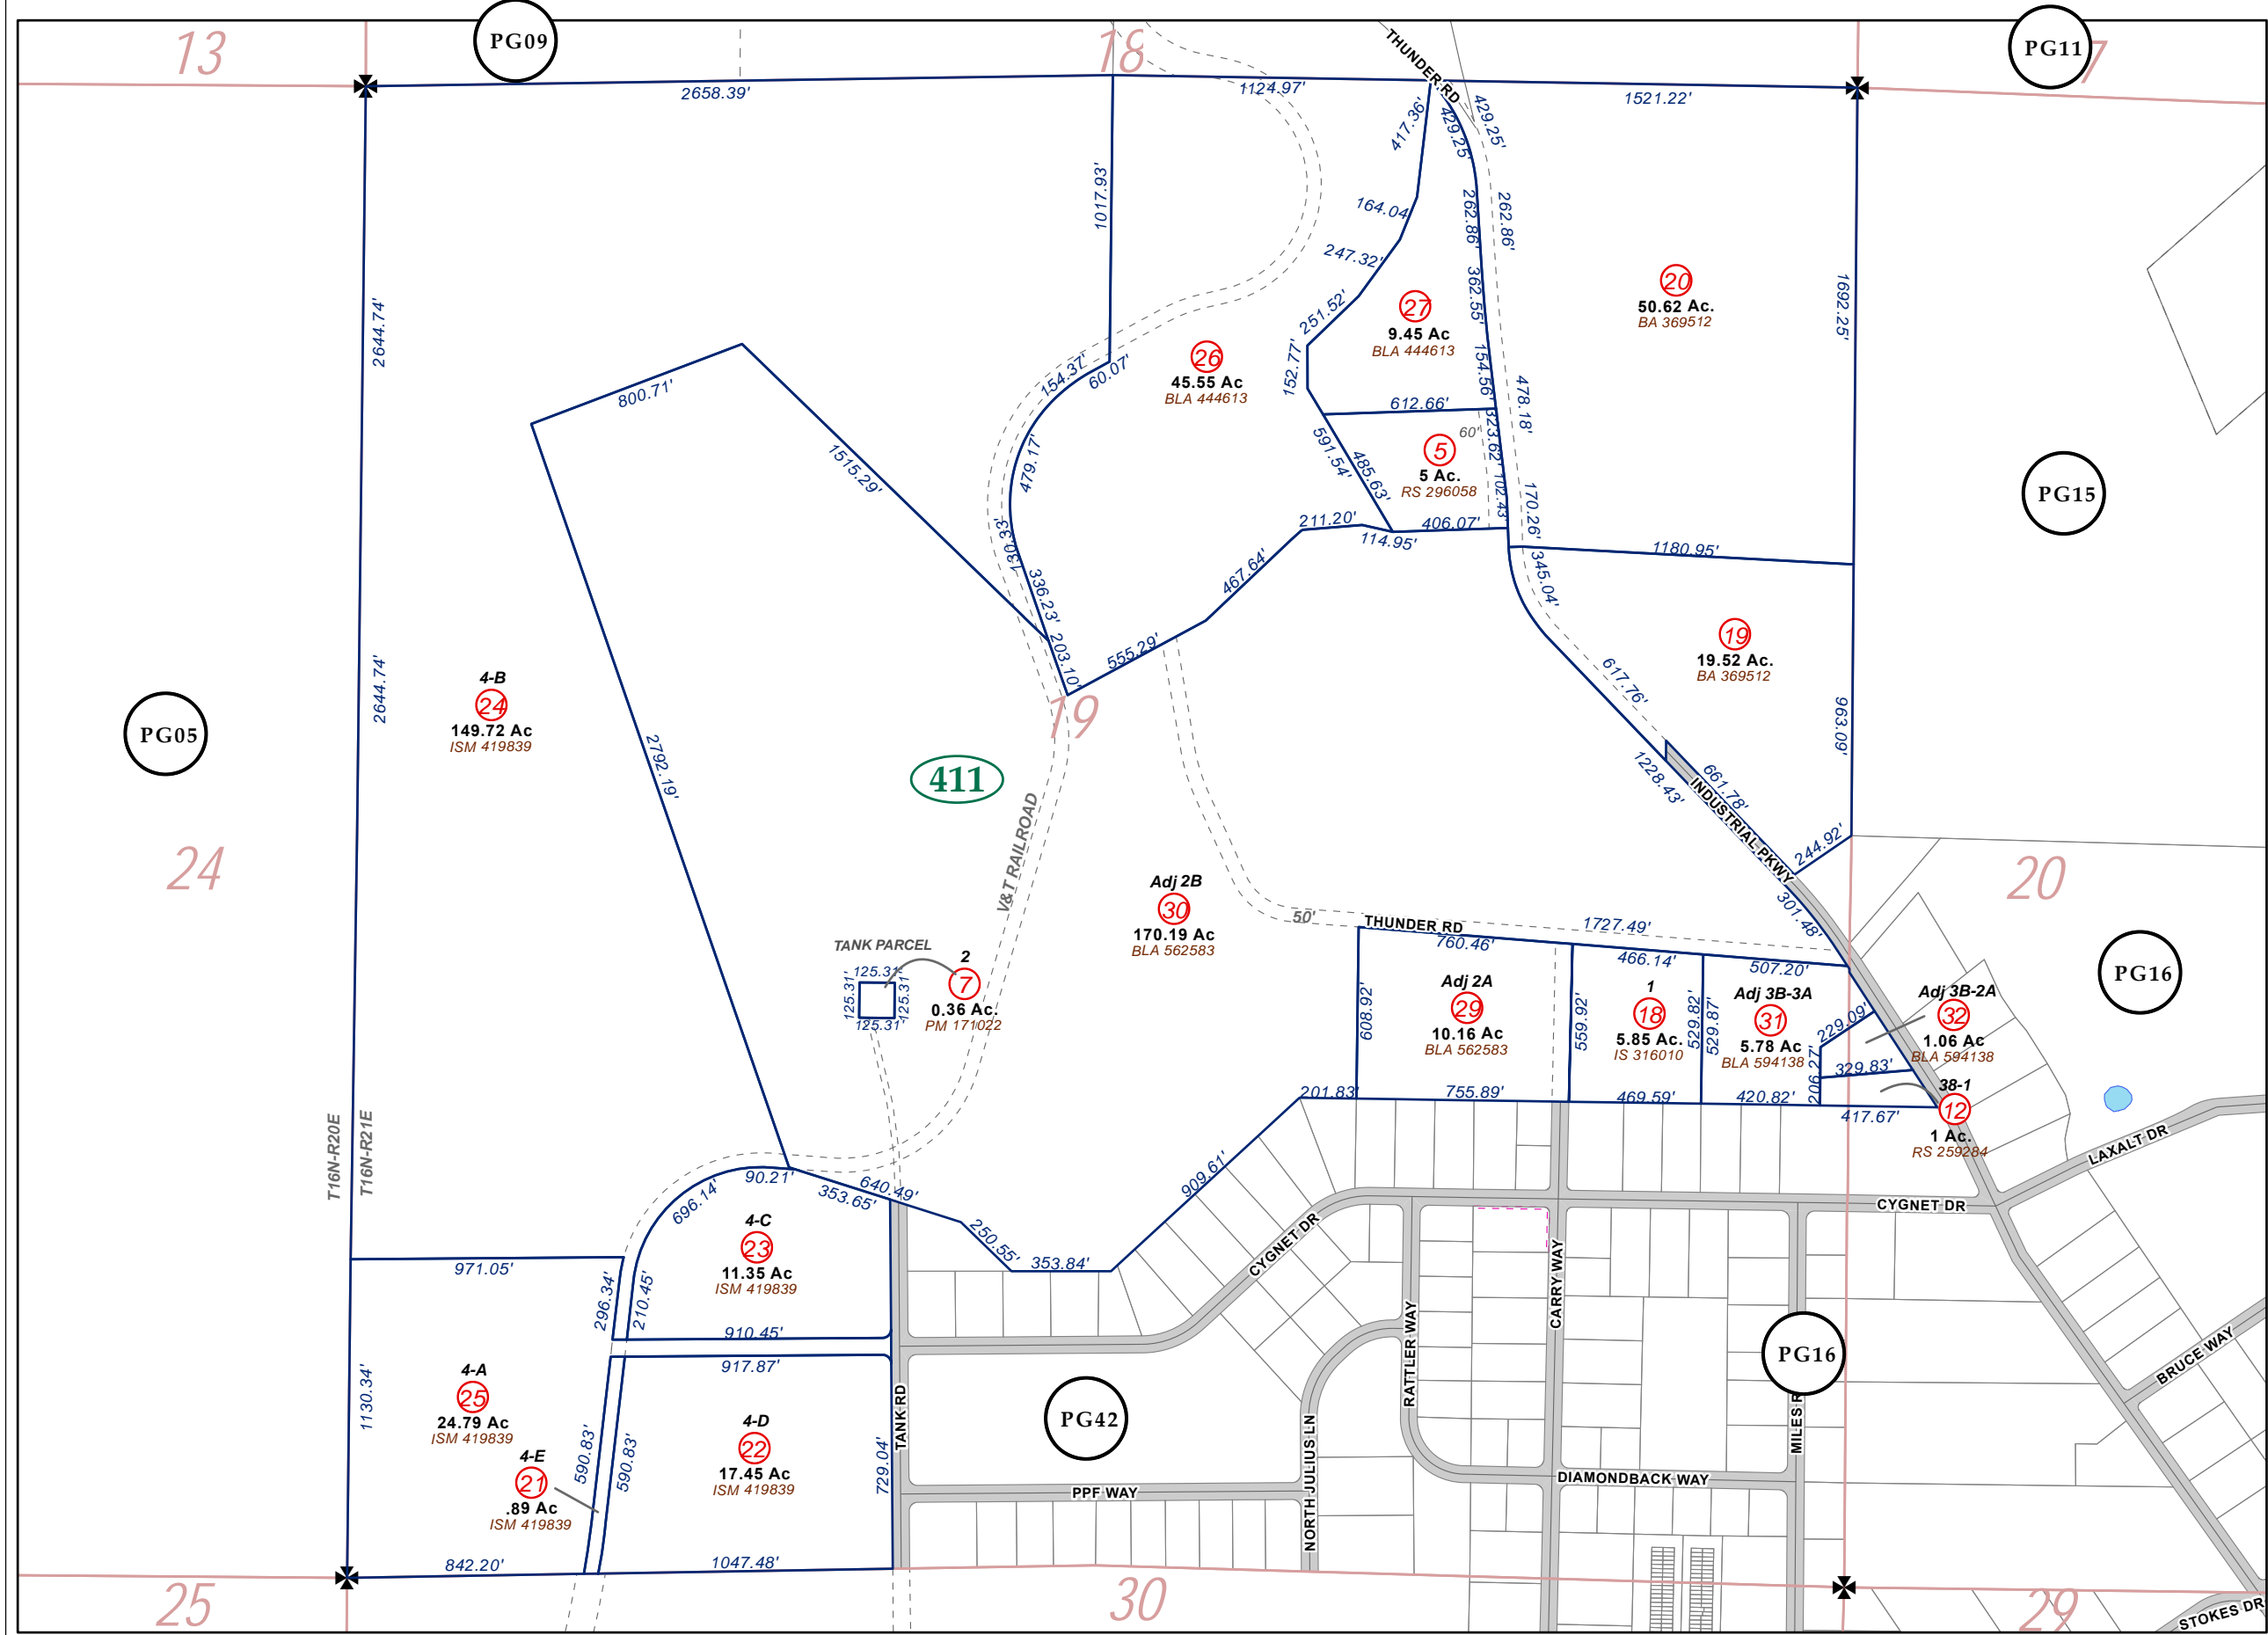 13
PG09
18
THUNDER RD
PG11
7
2658.39'
1124.97'
1521.22'
417.36'
429.25'
429.25'
1017.93'
164.04'
262.86'
262.86'
247.32'
2644.74'
362.55'
20
50.62 Ac.
BA 369512
1692.25'
251.52'
27
9.45 Ac
BLA 444613
154.37'
60.07'
26
45.55 Ac
BLA 444613
152.77'
154.56'
800.71'
612.66'
478.18'
1515.29'
479.17'
591.54'
485.63'
60'
323.62'
5
5 Ac.
RS 296058
102.43'
170.26'
PG15
130.33'
211.20'
114.95'
406.07'
1180.95'
336.23'
467.64'
345.04'
203.10'
555.29'
617.76'
19
19.52 Ac.
BA 369512
2644.74'
4-B
24
149.72 Ac
ISM 419839
PG05
19
963.09'
2792.19'
411
1228.43'
661.78'
INDUSTRIAL PKWY
V&T RAILROAD
244.92'
24
20
Adj 2B
30
170.19 Ac
BLA 562583
50'
THUNDER RD
1727.49'
301.48'
760.46'
466.14'
507.20'
TANK PARCEL
125.31'
125.31'
125.31'
125.31'
2
7
0.36 Ac.
PM 171022
608.92'
Adj 2A
29
10.16 Ac
BLA 562583
559.92'
1
18
5.85 Ac.
IS 316010
529.82'
529.87'
Adj 3B-3A
31
5.78 Ac
BLA 594138
229.09'
Adj 3B-2A
32
1.06 Ac
BLA 594138
PG16
206.27'
329.83'
38-1
12
1 Ac.
RS 259284
201.83'
755.89'
469.59'
420.82'
417.67'
T16N-R20E
T16N-R21E
LAXALT DR
909.61'
90.21'
353.65'
640.49'
696.14'
250.55'
353.84'
CYGNET DR
CYGNET DR
4-C
23
11.35 Ac
ISM 419839
971.05'
296.34'
210.45'
910.45'
917.87'
CARRY WAY
RATTLER WAY
PG16
BRUCE WAY
1130.34'
4-A
25
24.79 Ac
ISM 419839
TANK RD
PG42
MILES R
4-D
22
17.45 Ac
ISM 419839
729.04'
4-E
21
.89 Ac
ISM 419839
590.83'
590.83'
NORTH JULIUS LN
DIAMONDBACK WAY
PPF WAY
842.20'
1047.48'
25
30
29
STOKES DR